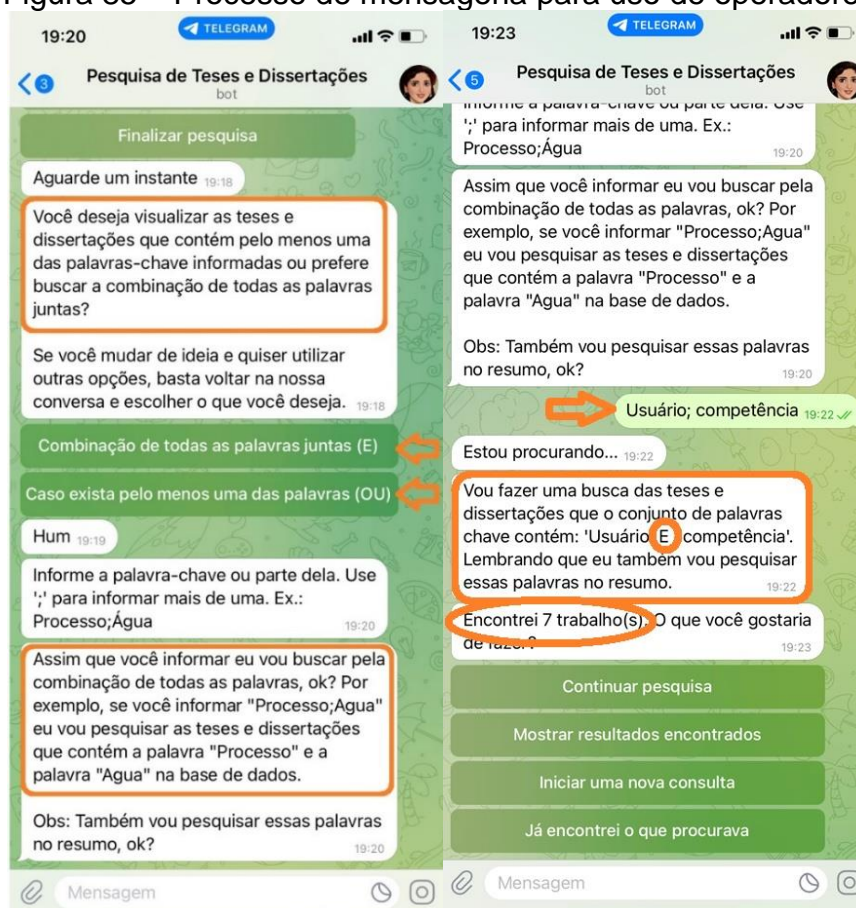 19:20
TELEGRAM
3
Pesquisa de Teses e Dissertações
bot
Finalizar pesquisa
Aguarde um instante 19:18
Você deseja visualizar as teses e
dissertações que contém pelo menos uma
das palavras-chave informadas ou prefere
buscar a combinação de todas as palavras
juntas?
Se você mudar de ideia e quiser utilizar
outras opções, basta voltar na nossa
conversa e escolher o que você deseja. 19:18
Combinação de todas as palavras juntas (E)
Caso exista pelo menos uma das palavras (OU)
Hum 19:19
Informe a palavra-chave ou parte dela. Use
';' para informar mais de uma. Ex.:
Processo;Água 19:20
Assim que você informar eu vou buscar pela
combinação de todas as palavras, ok? Por
exemplo, se você informar "Processo;Agua"
eu vou pesquisar as teses e dissertações
que contém a palavra "Processo" e a
palavra "Agua" na base de dados.
Obs: Também vou pesquisar essas palavras
no resumo, ok? 19:20
Mensagem
19:23
TELEGRAM
5
Pesquisa de Teses e Dissertações
bot
Informe a palavra-chave ou parte dela. Use
';' para informar mais de uma. Ex.:
Processo;Água 19:20
Assim que você informar eu vou buscar pela
combinação de todas as palavras, ok? Por
exemplo, se você informar "Processo;Agua"
eu vou pesquisar as teses e dissertações
que contém a palavra "Processo" e a
palavra "Agua" na base de dados.
Obs: Também vou pesquisar essas palavras
no resumo, ok? 19:20
Usuário; competência 19:22
Estou procurando... 19:22
Vou fazer uma busca das teses e
dissertações que o conjunto de palavras
chave contém: 'Usuário E competência'.
Lembrando que eu também vou pesquisar
essas palavras no resumo. 19:22
Encontrei 7 trabalho(s). O que você gostaria
de fazer? 19:23
Continuar pesquisa
Mostrar resultados encontrados
Iniciar uma nova consulta
Já encontrei o que procurava
Mensagem